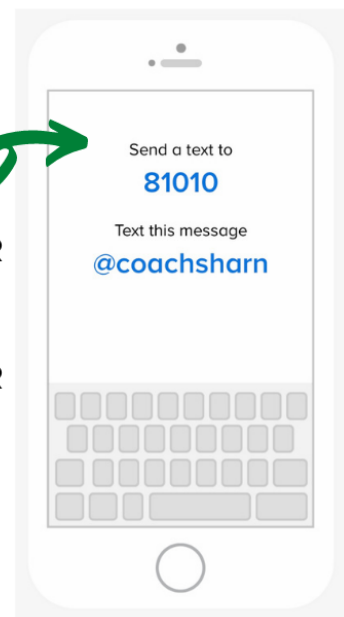 Send a text to
81010
Text this message
@coachsharn
R
R